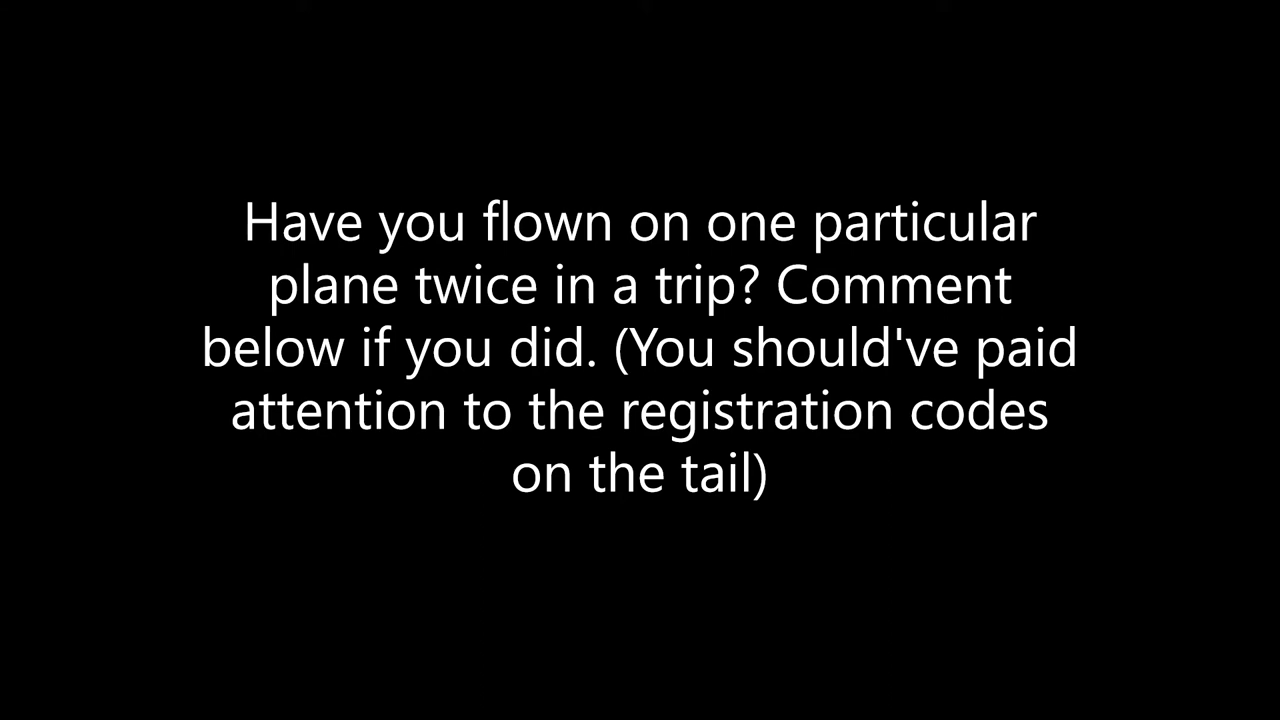 Have you flown on one particular
plane twice in a trip? Comment
below if you did. (You should've paid
attention to the registration codes
on the tail)